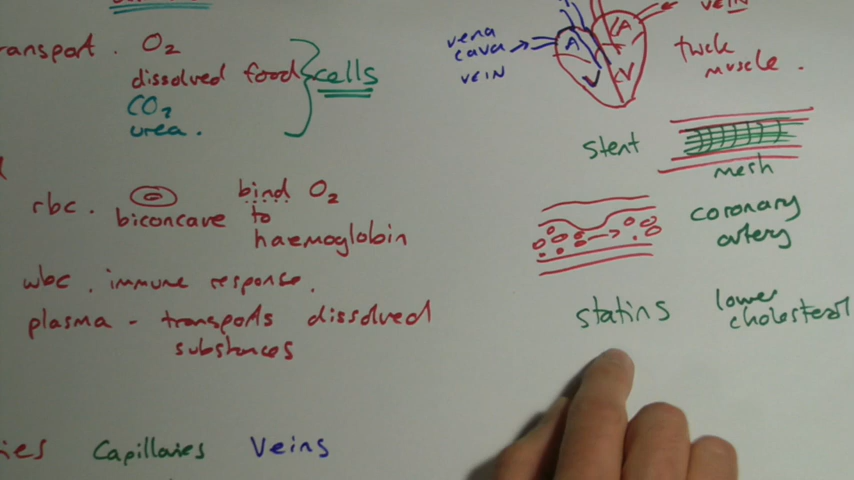 ransport. O2
dissolved food
cells
CO2
urea.
rbc.
biconcave
bind O2
to
haemoglobin
wbc. immune response.
plasma - transports dissolved
substances
ies Capillaries Veins
vena
cava
VEIN
VEIN
A
A
V
V
thick
muscle.
stent
mesh
coronary
artery
statins
lower
cholesterol